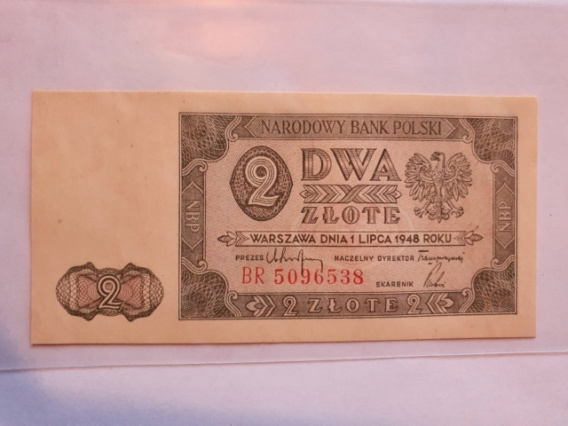 NARODOWY BANK POLSKI
2 DWA
ZŁOTE
NBP
NBP
WARSZAWA DNIA 1 LIPCA 1948 ROKU
PREZES NACZELNY DYREKTOR
BR 5096538
SKARBNIK
2
2 ZŁOTE 2